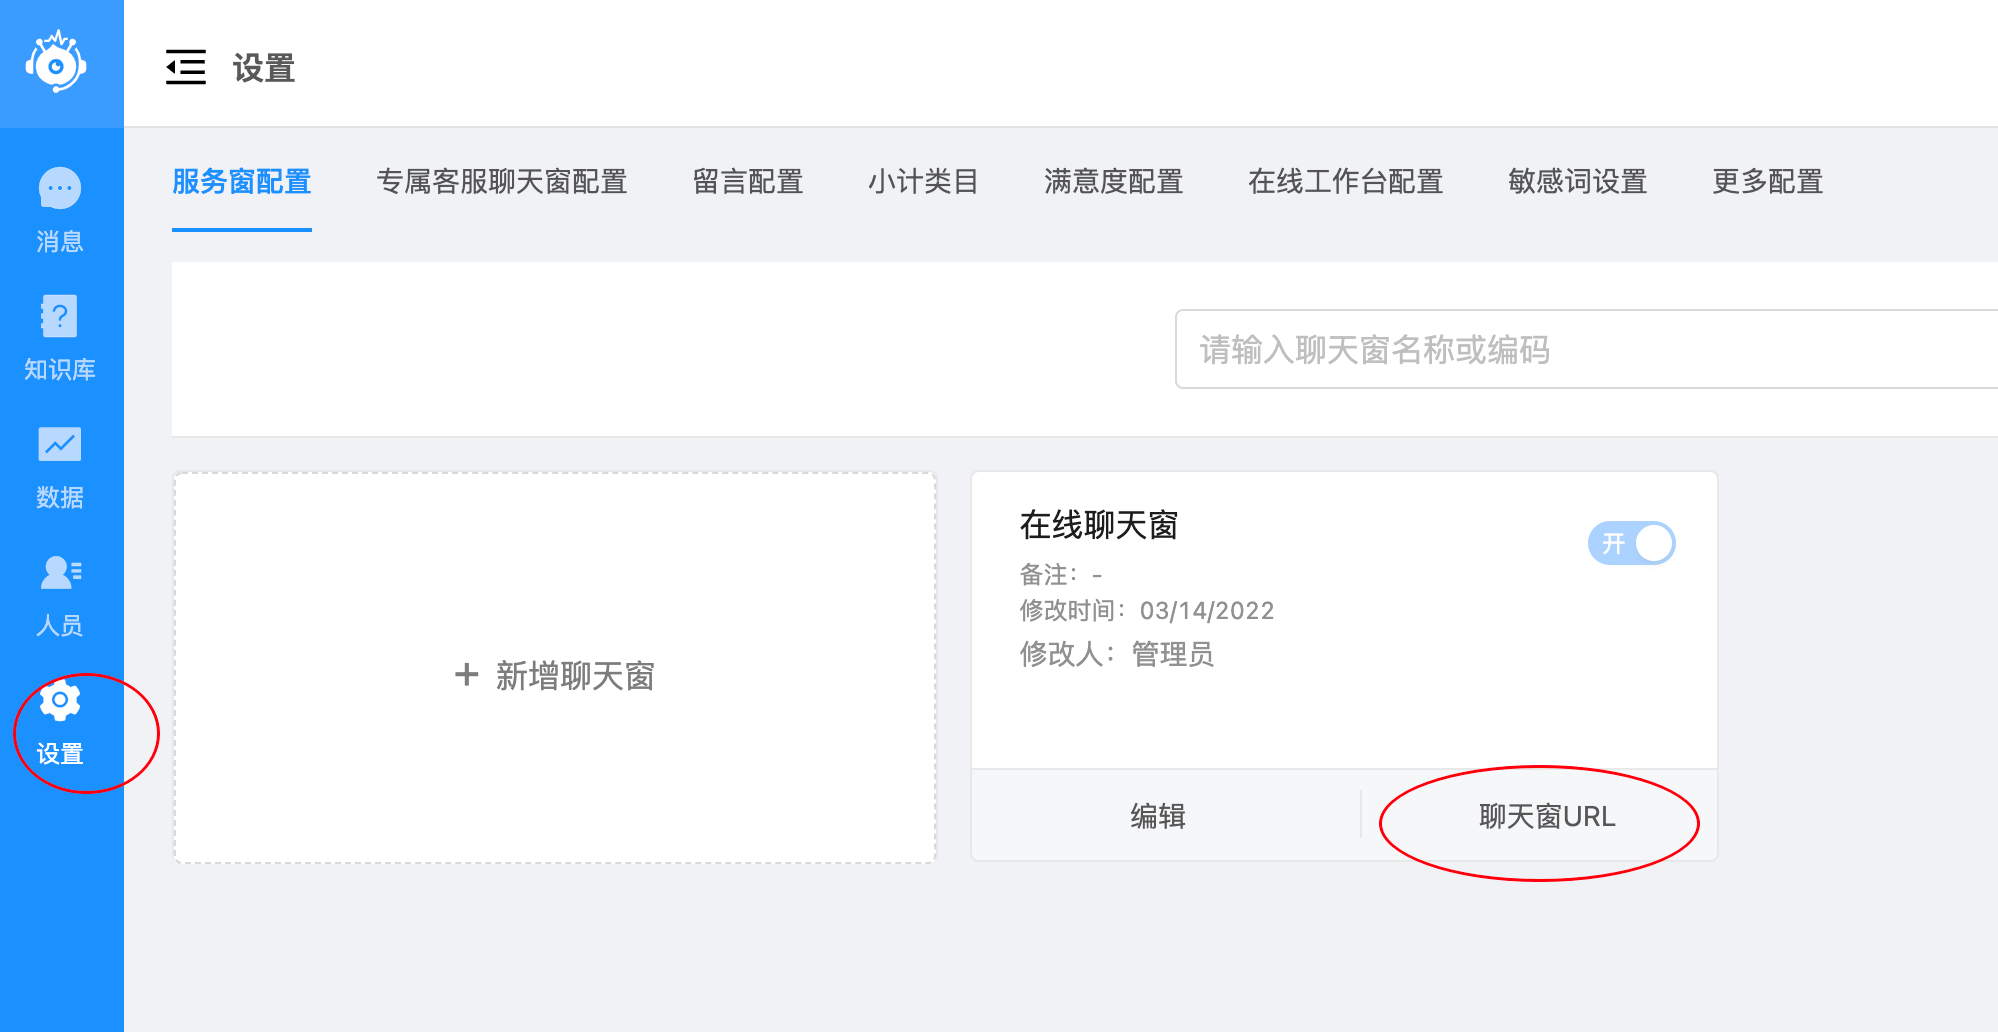 设置
消息
知识库
数据
人员
设置
服务窗配置 专属客服聊天窗配置 留言配置 小计类目 满意度配置 在线工作台配置 敏感词设置 更多配置
请输入聊天窗名称或编码
+ 新增聊天窗
在线聊天窗
开
备注：-
修改时间：03/14/2022
修改人：管理员
编辑 聊天窗URL